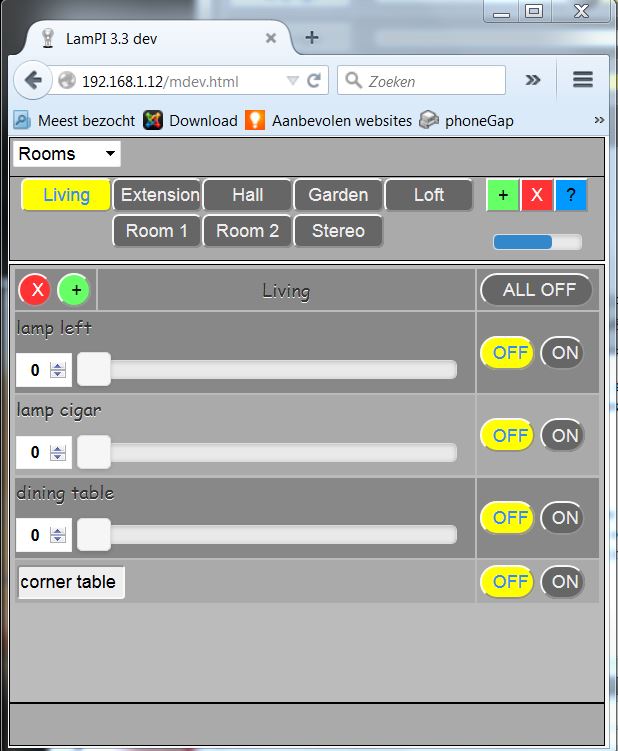 LamPI 3.3 dev
192.168.1.12/mdev.html
Zoeken
Meest bezocht Download Aanbevolen websites phoneGap
Rooms
Living Extension Hall Garden Loft + X ?
Room 1 Room 2 Stereo
X + Living ALL OFF
lamp left
0 OFF ON
lamp cigar
0 OFF ON
dining table
0 OFF ON
corner table OFF ON